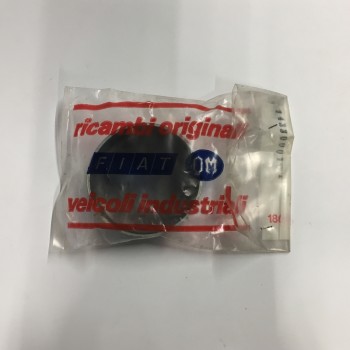 ricambi originali
FIAT OM
veicoli industriali